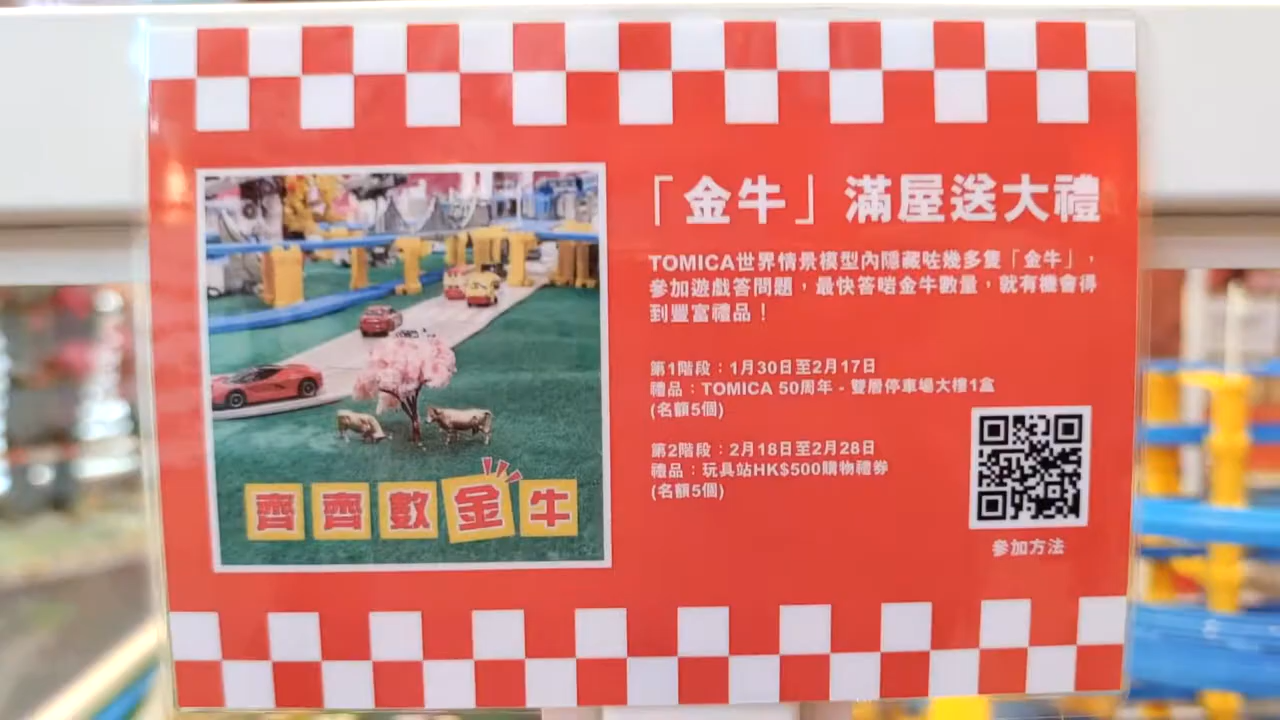 「金牛」滿屋送大禮
TOMICA世界情景模型內隱藏咗幾多隻「金牛」，
參加遊戲答問題，最快答啱金牛數量，就有機會得
到豐富禮品！
第1階段：1月30日至2月17日
禮品：TOMICA 50周年 - 雙層停車場大樓1盒
(名額5個)
第2階段：2月18日至2月28日
禮品：玩具站HK$500購物禮券
(名額5個)
參加方法
齊齊數金牛